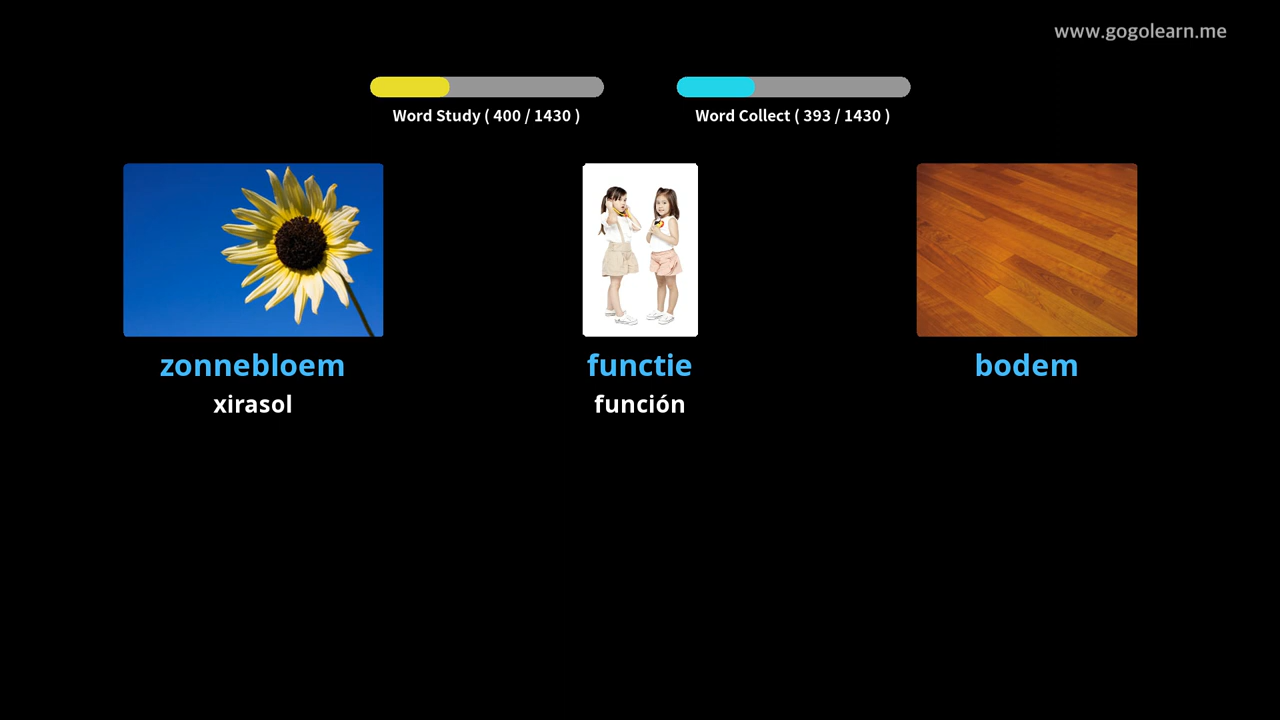 www.gogolearn.me
Word Study ( 400 / 1430 )
Word Collect ( 393 / 1430 )
zonnebloem
xirasol
functie
función
bodem